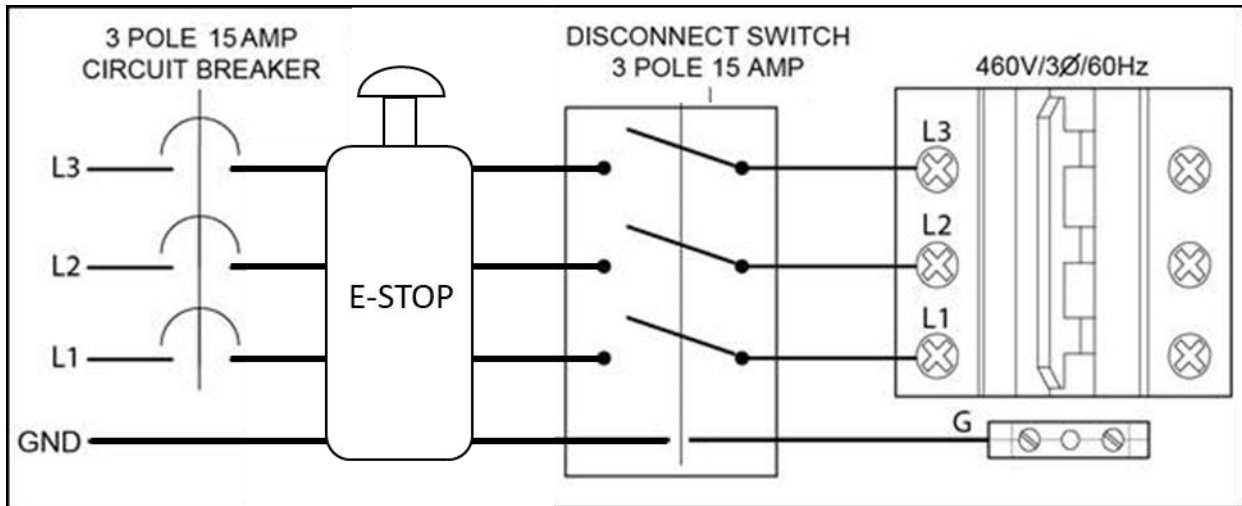 3 POLE 15 AMP
CIRCUIT BREAKER
DISCONNECT SWITCH
3 POLE 15 AMP
460V/3Ø/60Hz
L3
L2
L1
GND
E-STOP
L3
L2
L1
G